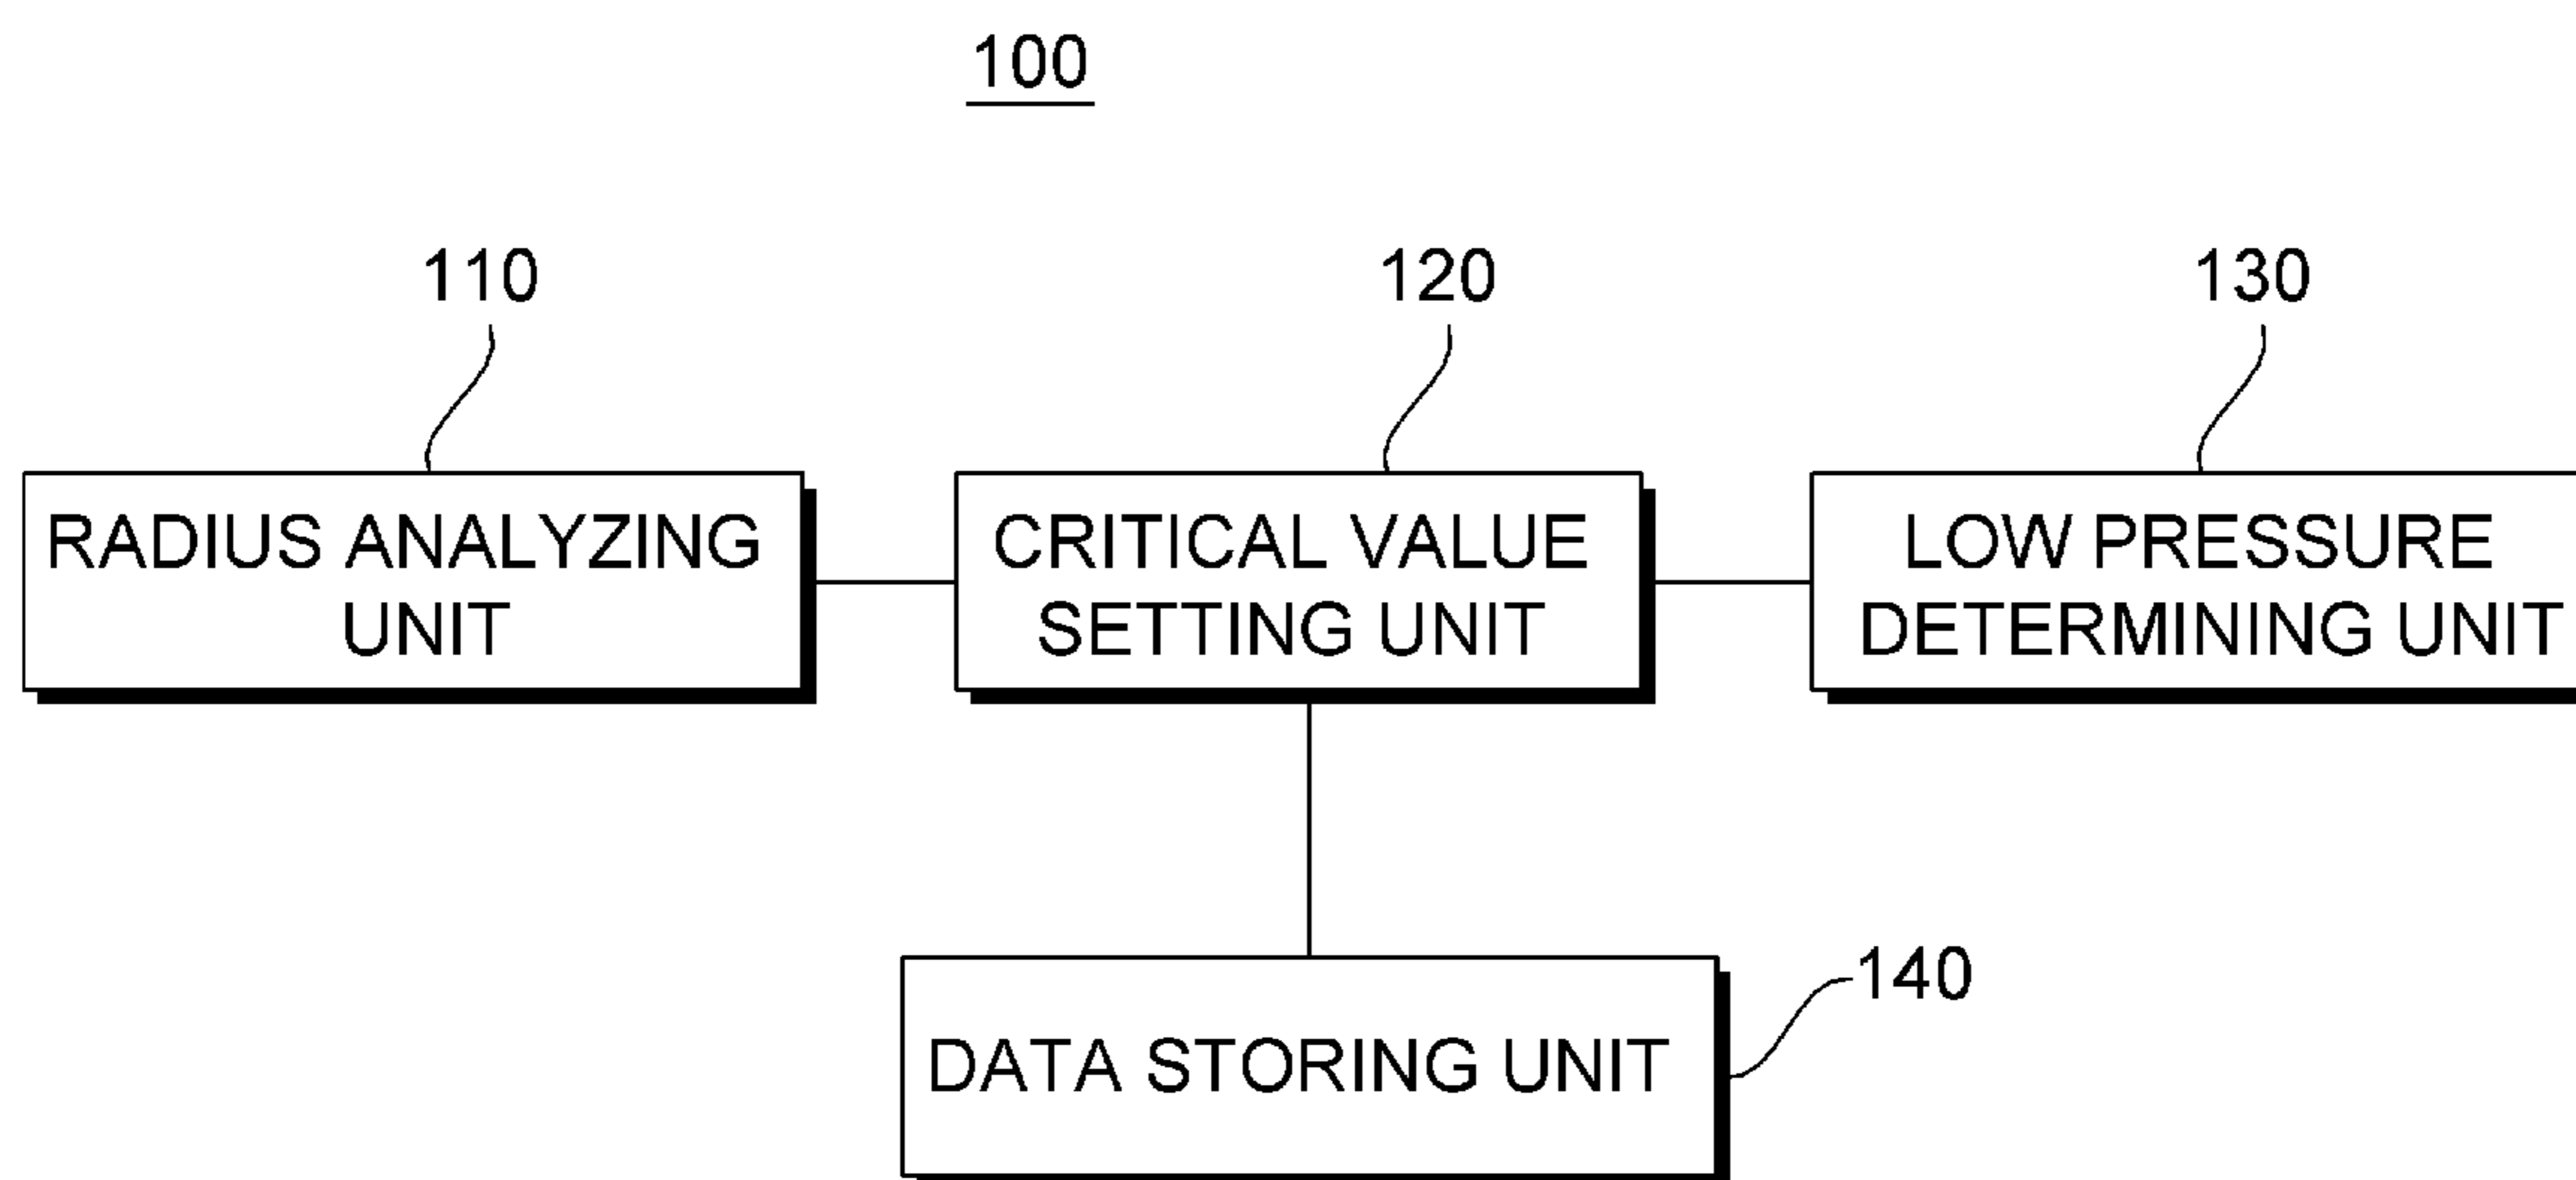 100
110
120
130
RADIUS ANALYZING
UNIT
CRITICAL VALUE
SETTING UNIT
LOW PRESSURE
DETERMINING UNIT
140
DATA STORING UNIT